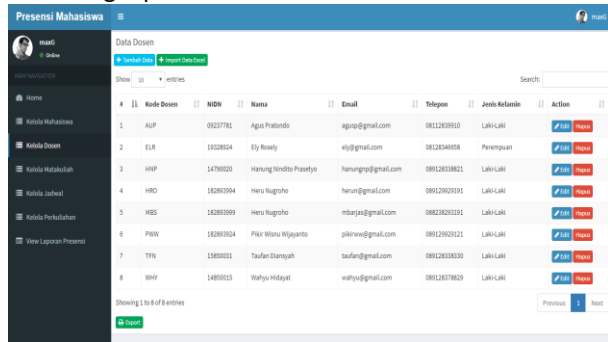 Presensi Mahasiswa
maxG
maxG
Online
Data Dosen
Tambah Data Import Data Excel
MAIN NAVIGATION
Show 10 entries Search:
Home
Kelola Mahasiswa
Kelola Dosen
Kelola Matakuliah
Kelola Jadwal
Kelola Perkuliahan
View Laporan Presensi
# Kode Dosen NIDN Nama Email Telepon Jenis Kelamin Action
1 AUP 09237781 Agus Pratondo agusp@gmail.com 08112839910 Laki-Laki Edit Hapus
2 ELR 19328924 Ely Rosely ely@gmail.com 08128346658 Perempuan Edit Hapus
3 HNP 14790020 Hanung Nindito Prasetyo hanungnp@gmail.com 089128338821 Laki-Laki Edit Hapus
4 HRO 182893994 Heru Nugroho herun@gmail.com 089129929191 Laki-Laki Edit Hapus
5 MBS 182893999 Heru Nugroho mbarjas@gmail.com 088238293191 Laki-Laki Edit Hapus
6 PWW 182893924 Pikir Wisnu Wijayanto pikirww@gmail.com 089129929121 Laki-Laki Edit Hapus
7 TFN 15850031 Taufan Diansyah taufan@gmail.com 089128338330 Laki-Laki Edit Hapus
8 WHY 14850015 Wahyu Hidayat wahyu@gmail.com 089128378829 Laki-Laki Edit Hapus
Showing 1 to 8 of 8 entries Previous 1 Next
Export